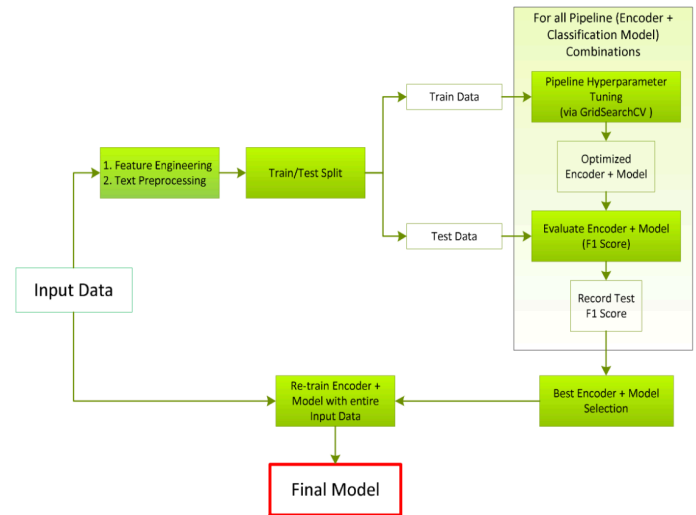 For all Pipeline (Encoder +
Classification Model)
Combinations
Train Data
Pipeline Hyperparameter
Tuning
(via GridSearchCV )
1. Feature Engineering
2. Text Preprocessing
Train/Test Split
Optimized
Encoder + Model
Test Data
Evaluate Encoder + Model
(F1 Score)
Input Data
Record Test
F1 Score
Re-train Encoder +
Model with entire
Input Data
Best Encoder + Model
Selection
Final Model